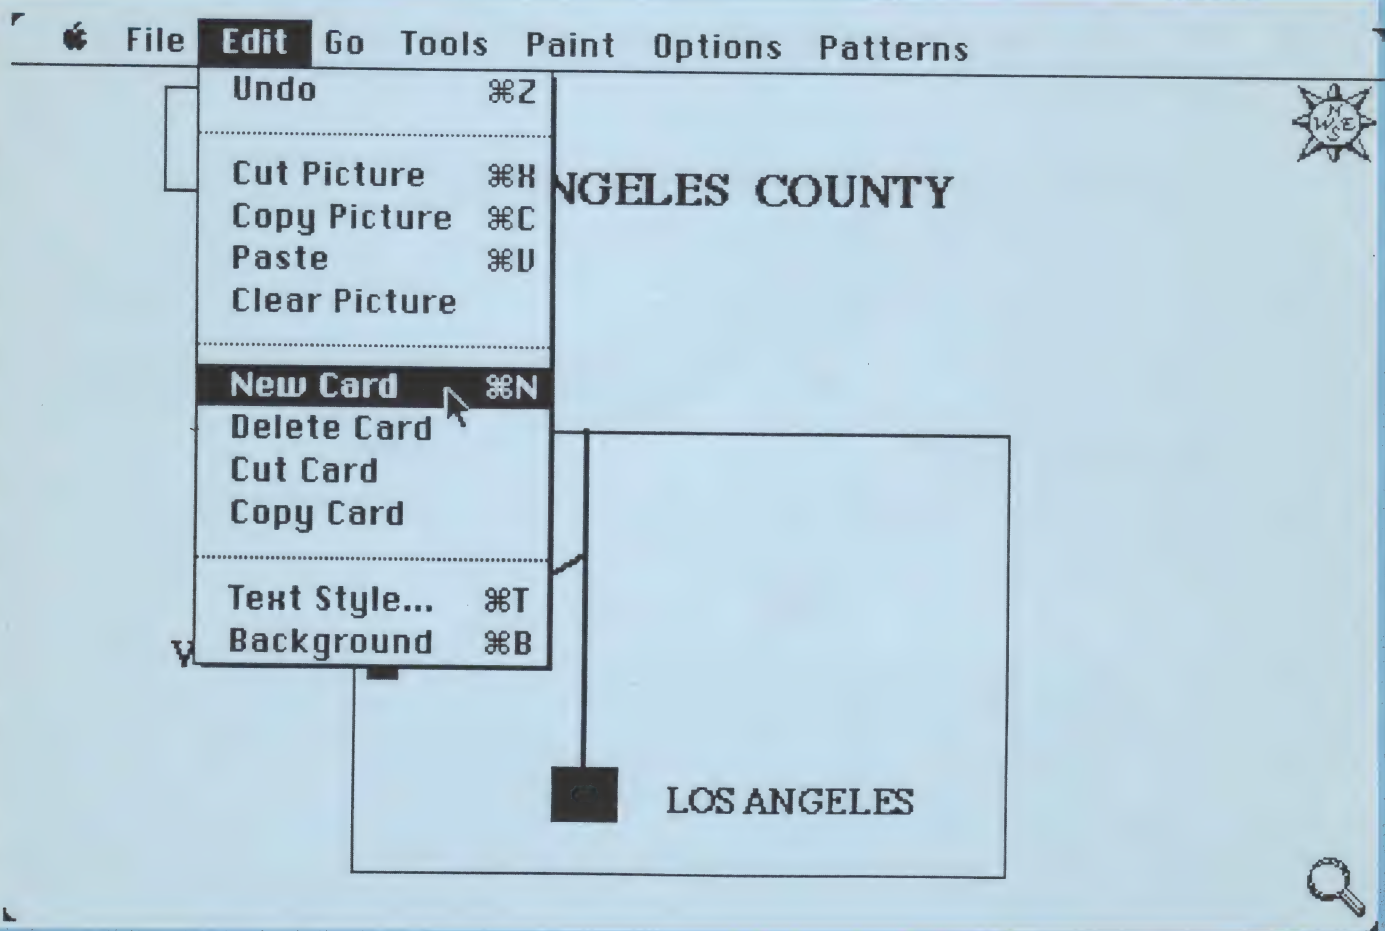 File Edit Go Tools Paint Options Patterns
Undo ⌘Z
Cut Picture ⌘X
Copy Picture ⌘C
Paste ⌘V
Clear Picture
New Card ⌘N
Delete Card
Cut Card
Copy Card
Text Style... ⌘T
Background ⌘B
NGELES COUNTY
N
W E
S
V
LOS ANGELES